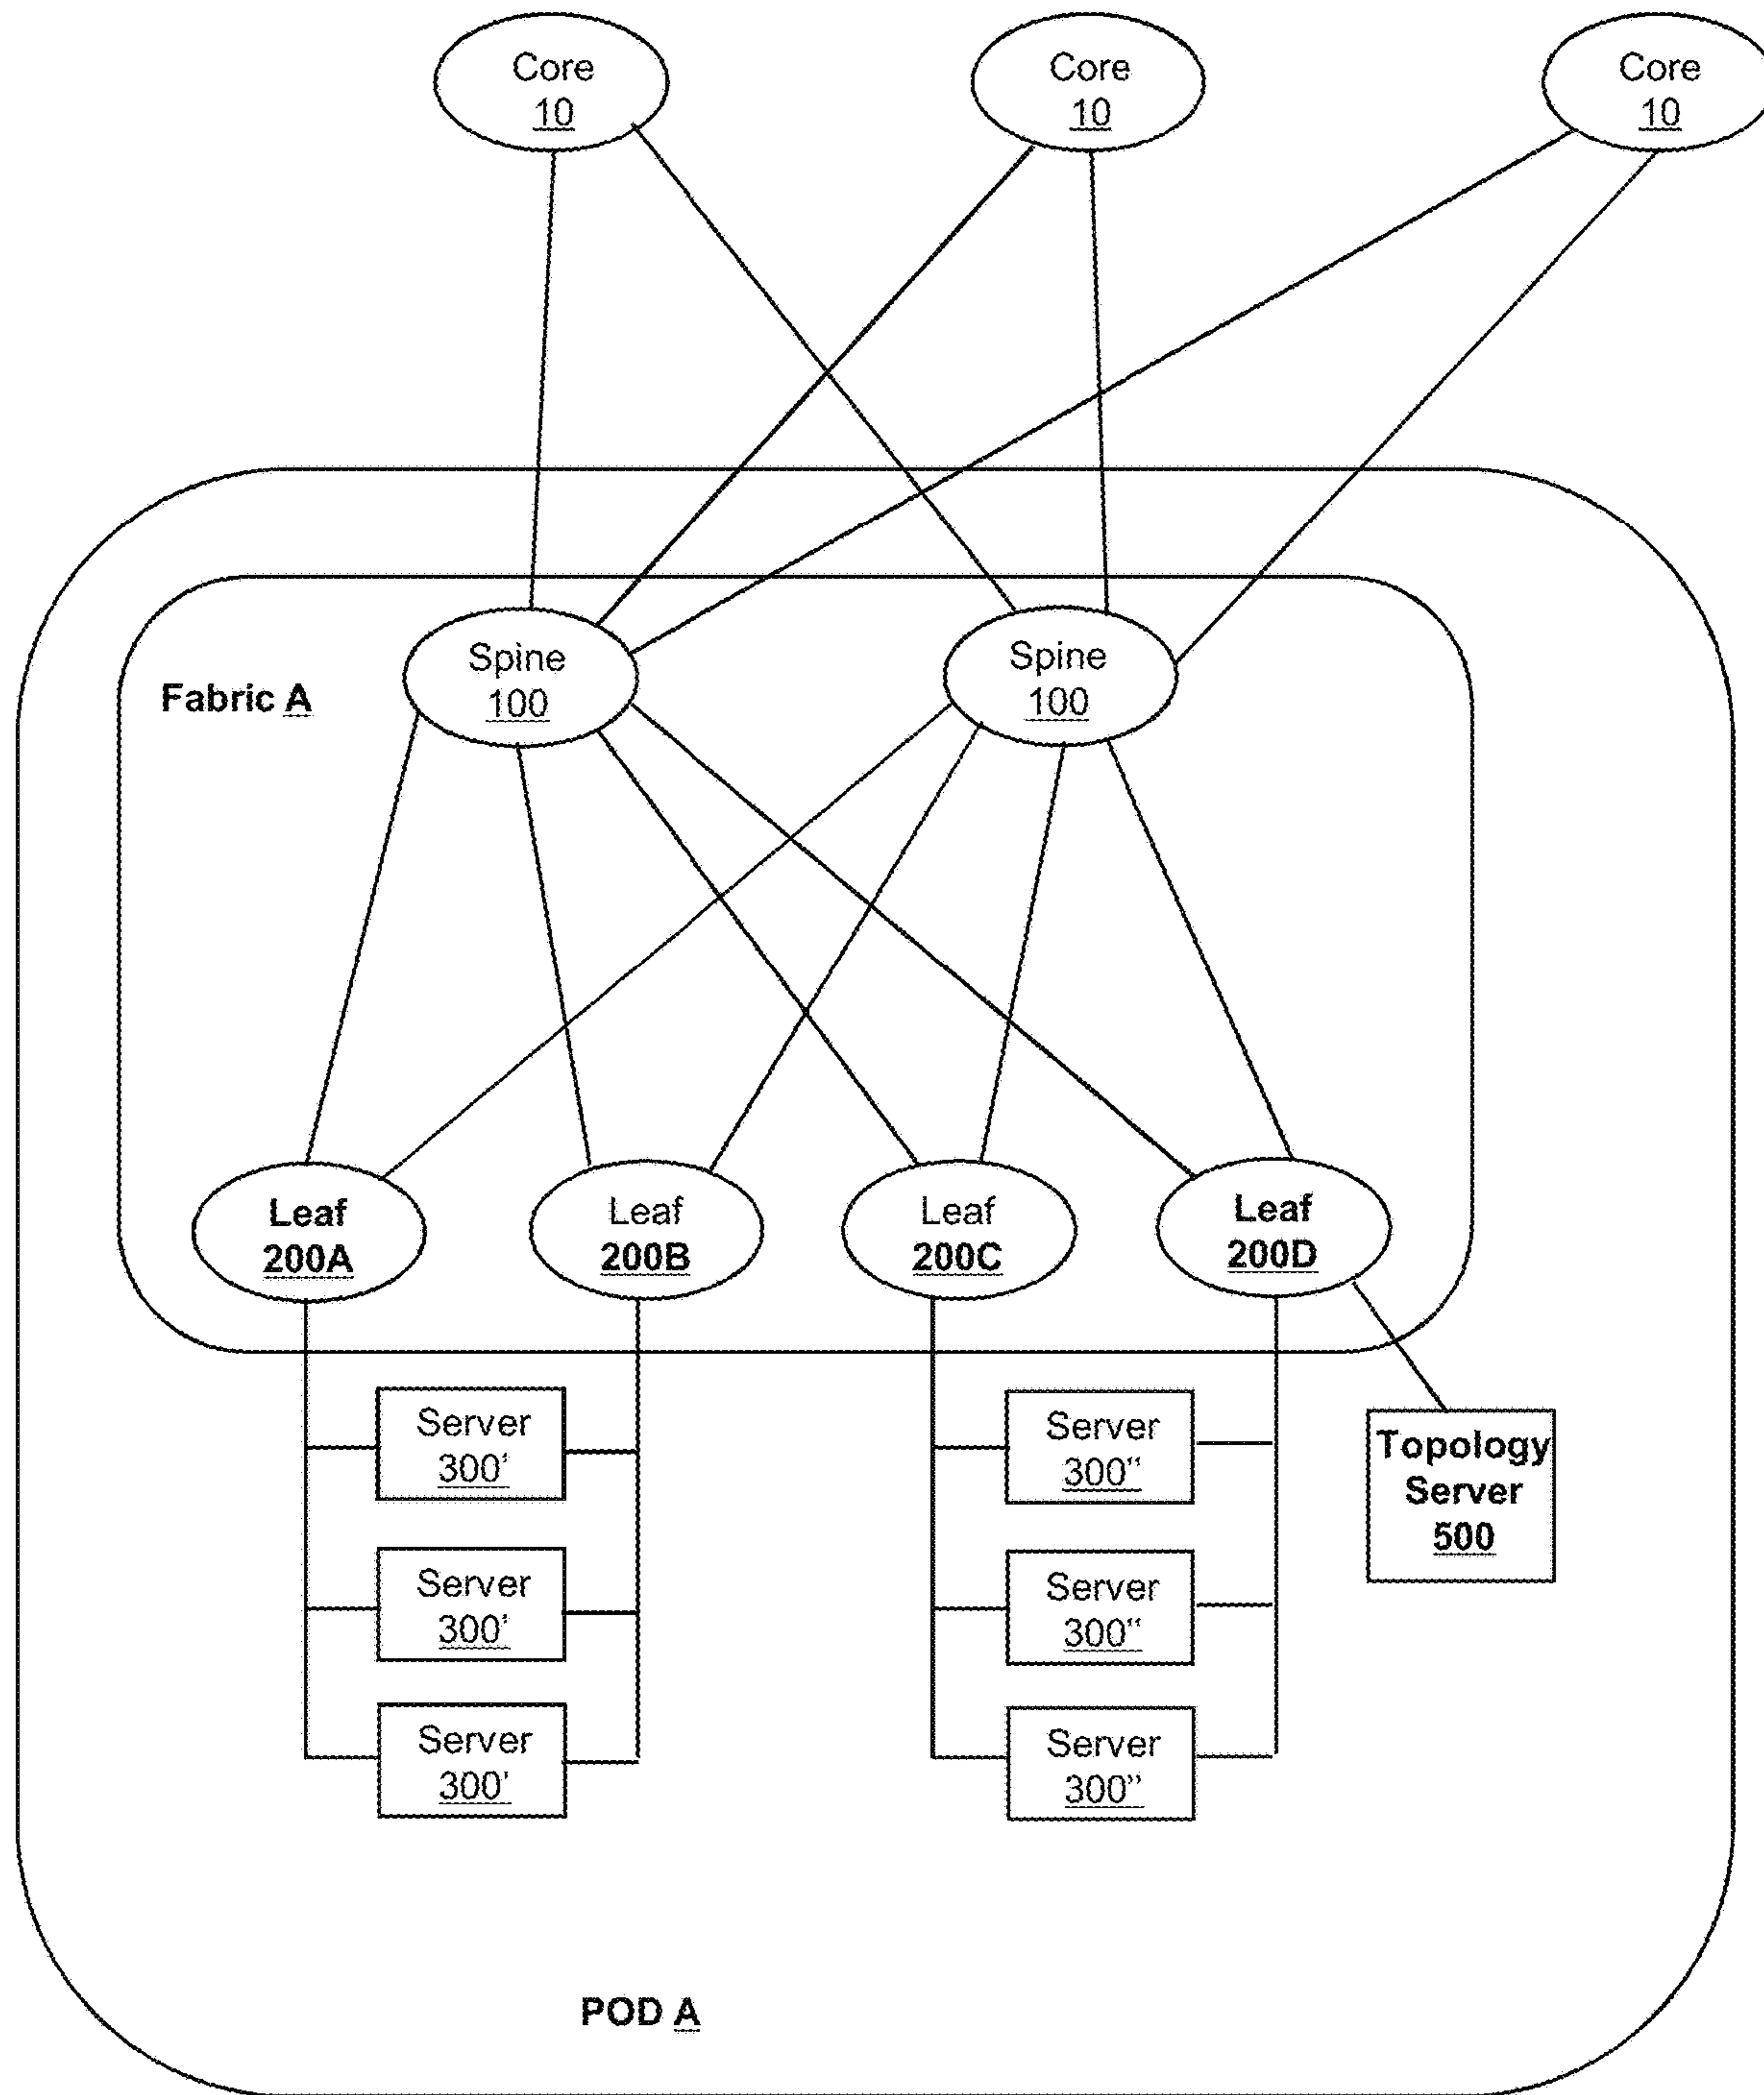 Core
10
Core
10
Core
10
Fabric A
Spine
100
Spine
100
Leaf
200A
Leaf
200B
Leaf
200C
Leaf
200D
Server
300'
Server
300"
Topology
Server
500
Server
300'
Server
300"
Server
300'
Server
300"
POD A